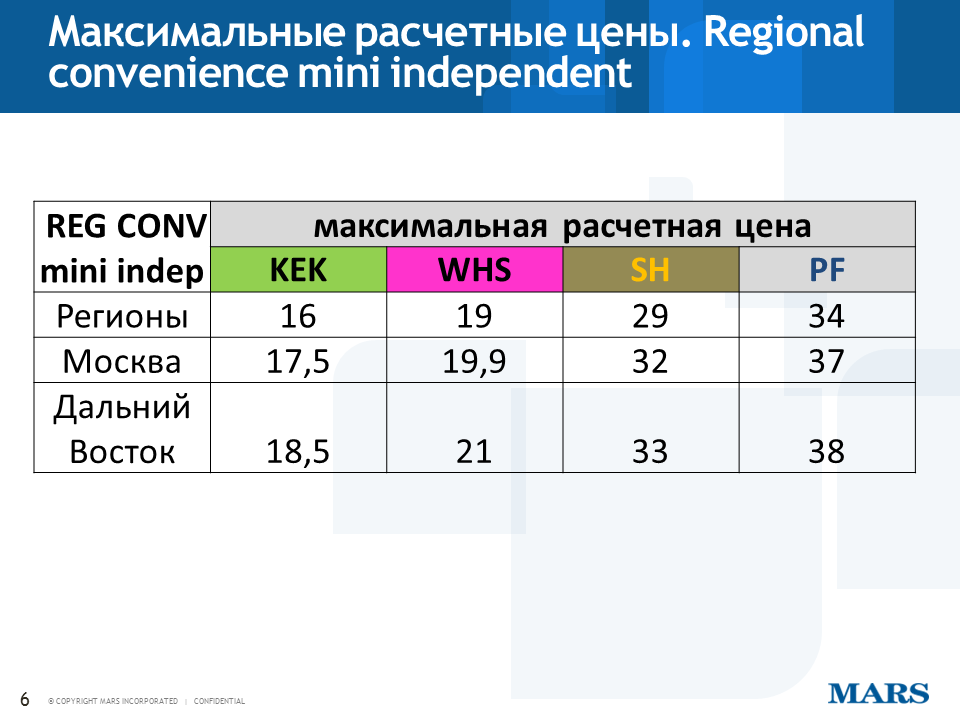 Максимальные расчетные цены. Regional
convenience mini independent
REG CONV
mini indep
максимальная расчетная цена
KEK WHS SH PF
Регионы 16 19 29 34
Москва 17,5 19,9 32 37
Дальний
Восток 18,5 21 33 38
6 © COPYRIGHT MARS INCORPORATED | CONFIDENTIAL
MARS